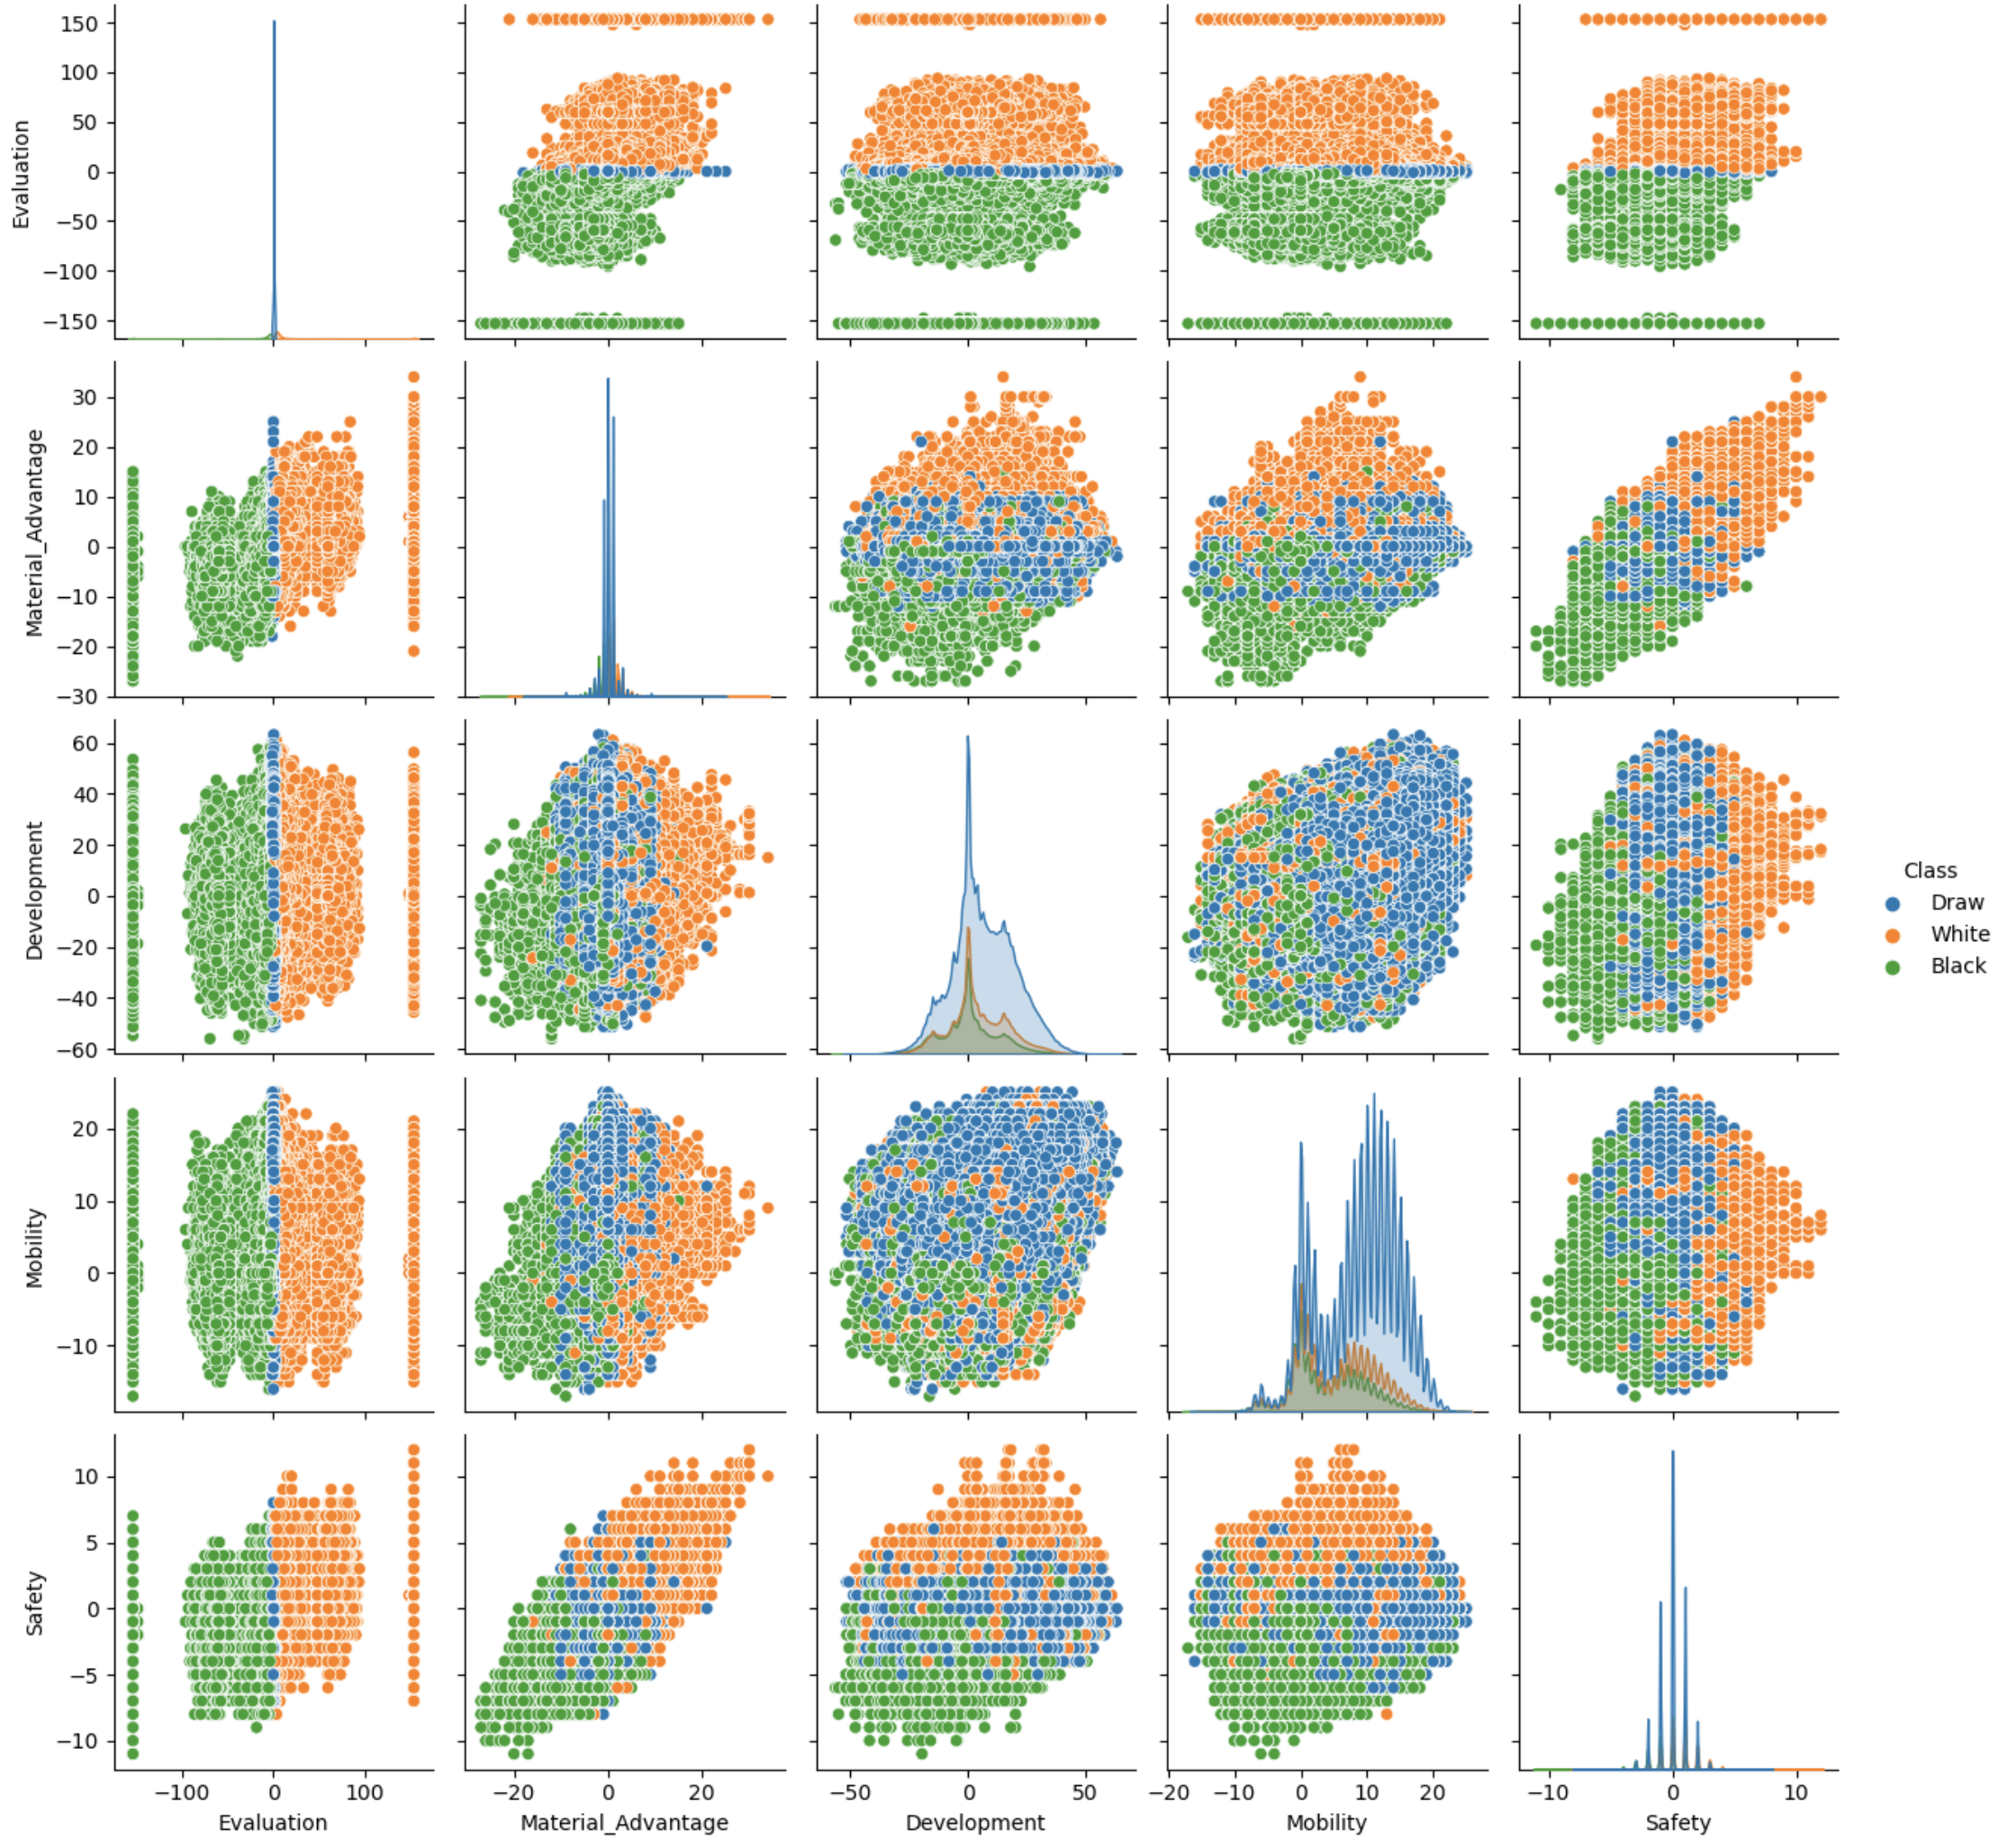 150
100
50
0
−50
−100
−150
Evaluation
30
20
10
0
−10
−20
−30
Material_Advantage
60
40
20
0
−20
−40
−60
Development
Class
Draw
White
Black
20
10
0
−10
Mobility
10
5
0
−5
−10
Safety
−100 0 100
−20 0 20
−50 0 50
−20 −10 0 10 20
−10 0 10
Evaluation
Material_Advantage
Development
Mobility
Safety